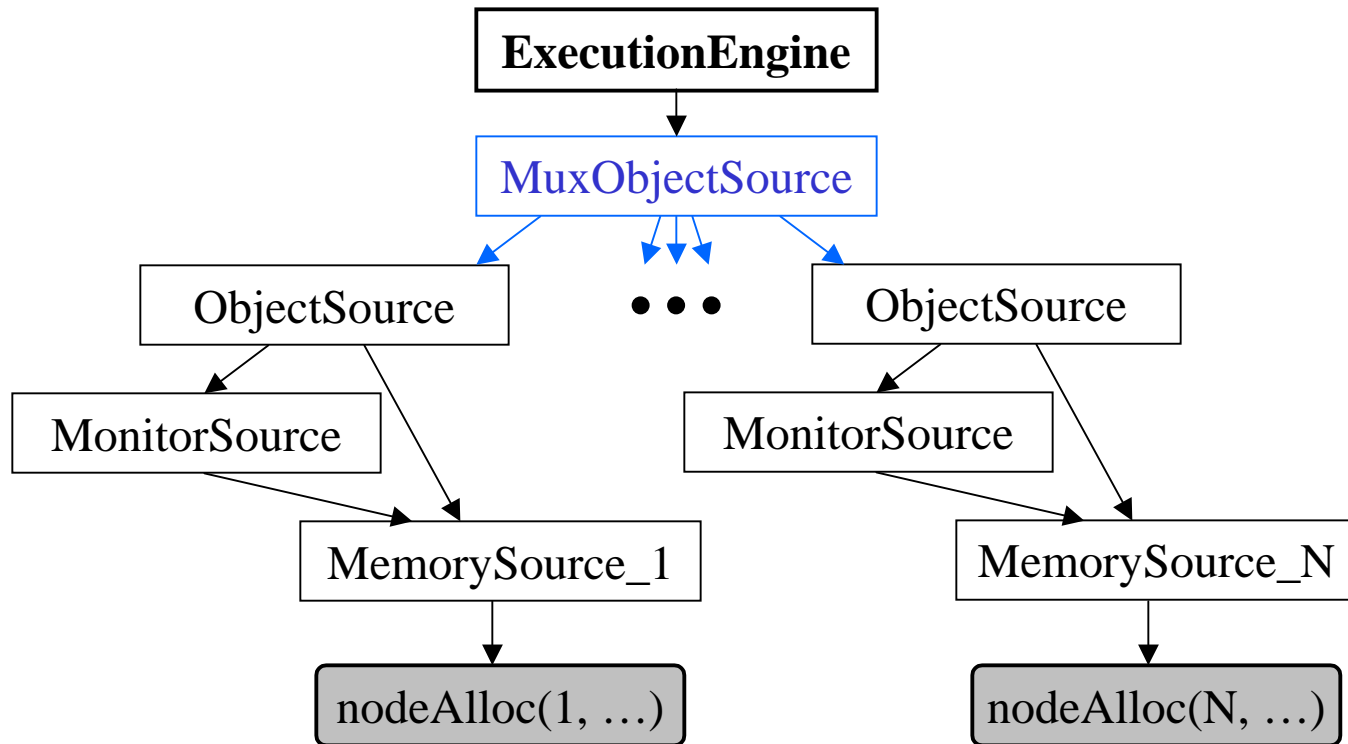 ExecutionEngine
MuxObjectSource
ObjectSource
•••
ObjectSource
MonitorSource
MonitorSource
MemorySource_1
MemorySource_N
nodeAlloc(1, …)
nodeAlloc(N, …)